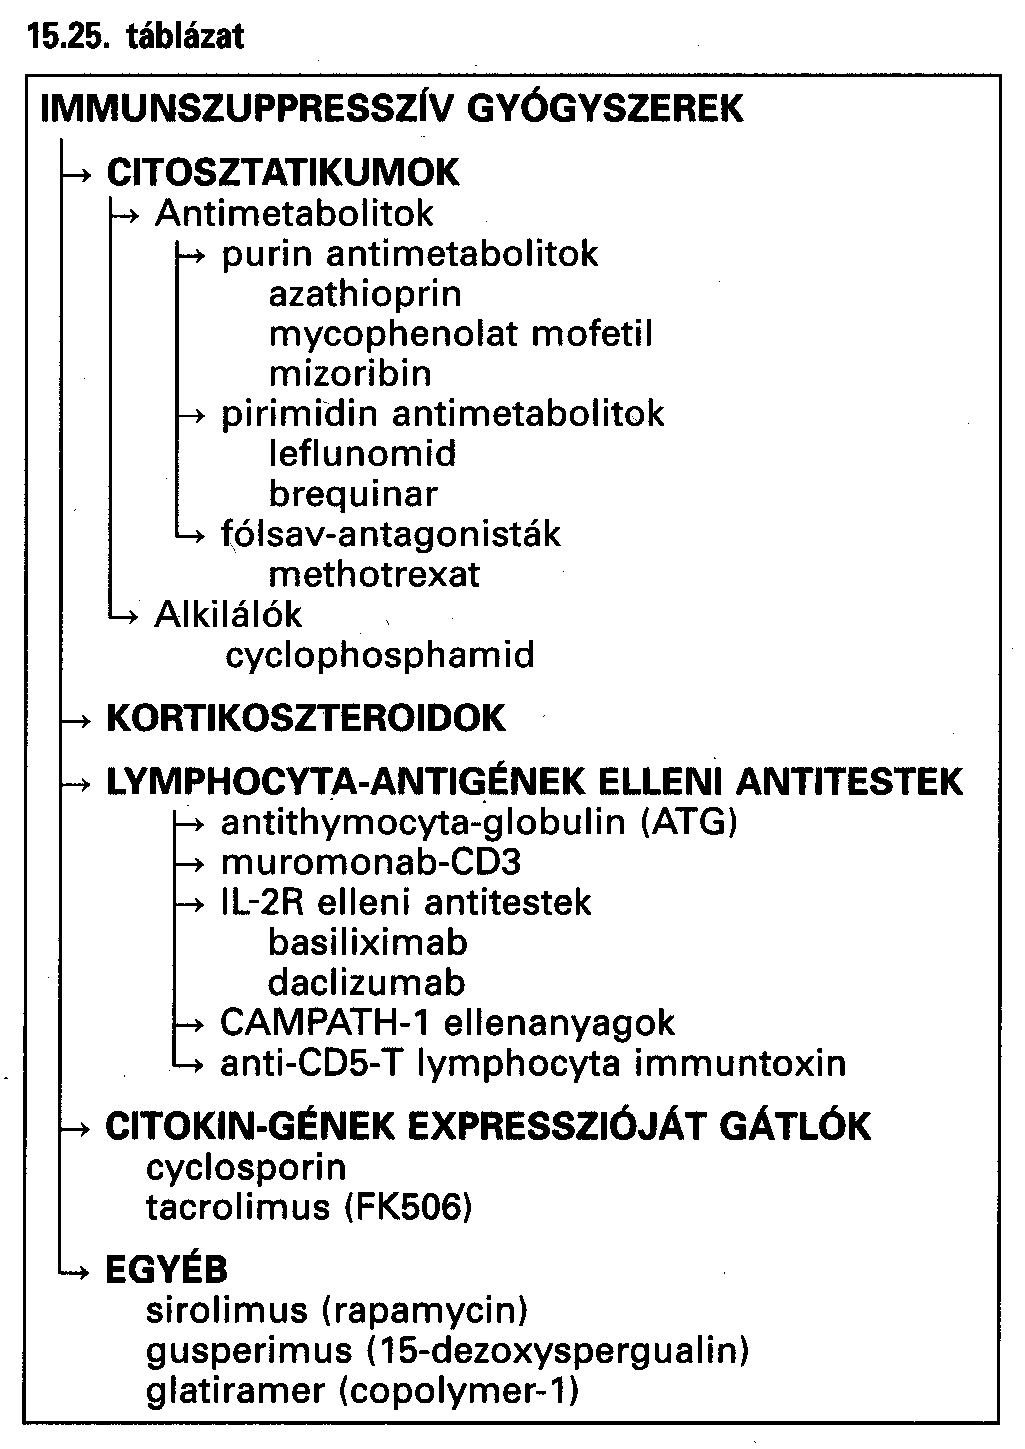 15.25. táblázat
IMMUNSZUPPRESSZÍV GYÓGYSZEREK
→ CITOSZTATIKUMOK
→ Antimetabolitok
→ purin antimetabolitok
azathioprin
mycophenolat mofetil
mizoribin
→ pirimidin antimetabolitok
leflunomid
brequinar
→ fólsav-antagonisták
methotrexat
→ Alkilálók
cyclophosphamid
→ KORTIKOSZTEROIDOK
→ LYMPHOCYTA-ANTIGÉNEK ELLENI ANTITESTEK
→ antithymocyta-globulin (ATG)
→ muromonab-CD3
→ IL-2R elleni antitestek
basiliximab
daclizumab
→ CAMPATH-1 ellenanyagok
→ anti-CD5-T lymphocyta immuntoxin
→ CITOKIN-GÉNEK EXPRESSZIÓJÁT GÁTLÓK
cyclosporin
tacrolimus (FK506)
→ EGYÉB
sirolimus (rapamycin)
gusperimus (15-dezoxyspergualin)
glatiramer (copolymer-1)